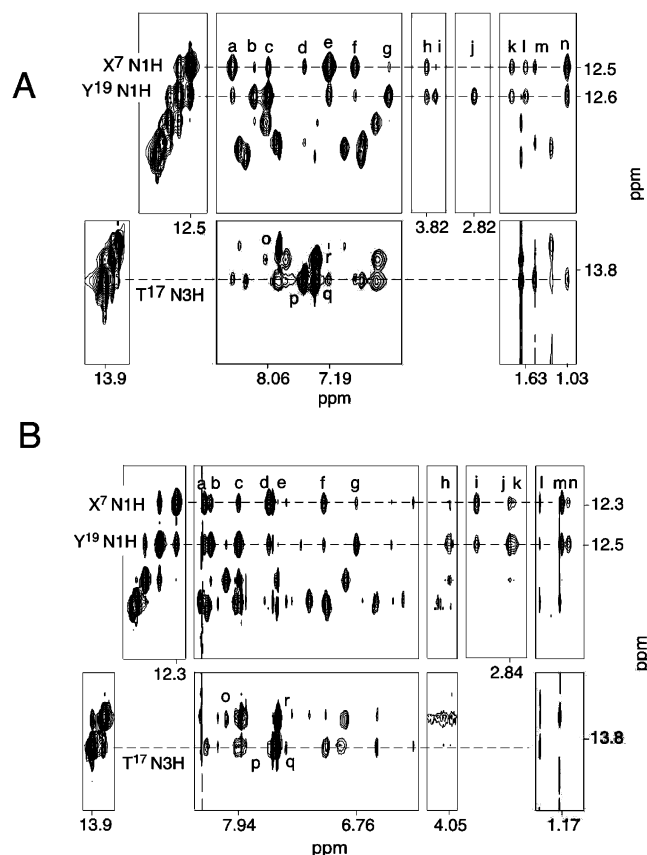 A
a b c d e f g h i j k l m n
X7 N1H
12.5
Y19 N1H
12.6
ppm
12.5
3.82
2.82
o
r
13.8
T17 N3H
p
q
13.9
8.06
7.19
1.63
1.03
ppm
ppm
B
a b c d e f g h i j k l m n
X7 N1H
12.3
Y19 N1H
12.5
ppm
12.3
2.84
o
r
13.8
T17 N3H
p
q
13.9
7.94
6.76
4.05
1.17
ppm
ppm